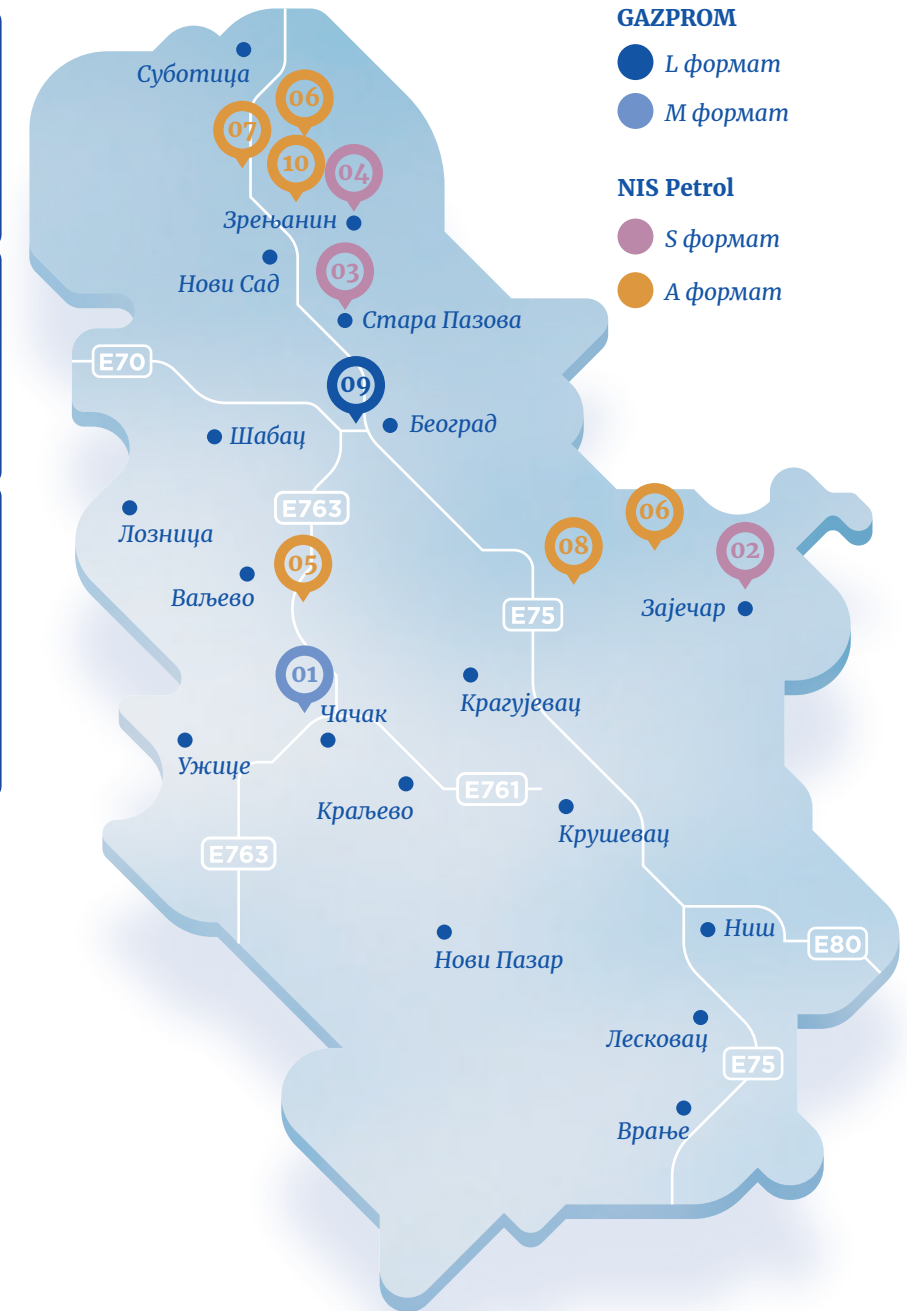 GAZPROM
L формат
M формат
NIS Petrol
S формат
A формат
Суботица
06
07
10
04
Зрењанин
Нови Сад
03
Стара Пазова
E70
09
Београд
Шабац
E763
Лозница
06
08
02
05
Ваљево
E75
Зајечар
01
Крагујевац
Чачак
Ужице
E761
Краљево
Крушевац
E763
Ниш
E80
Нови Пазар
Лесковац
E75
Врање